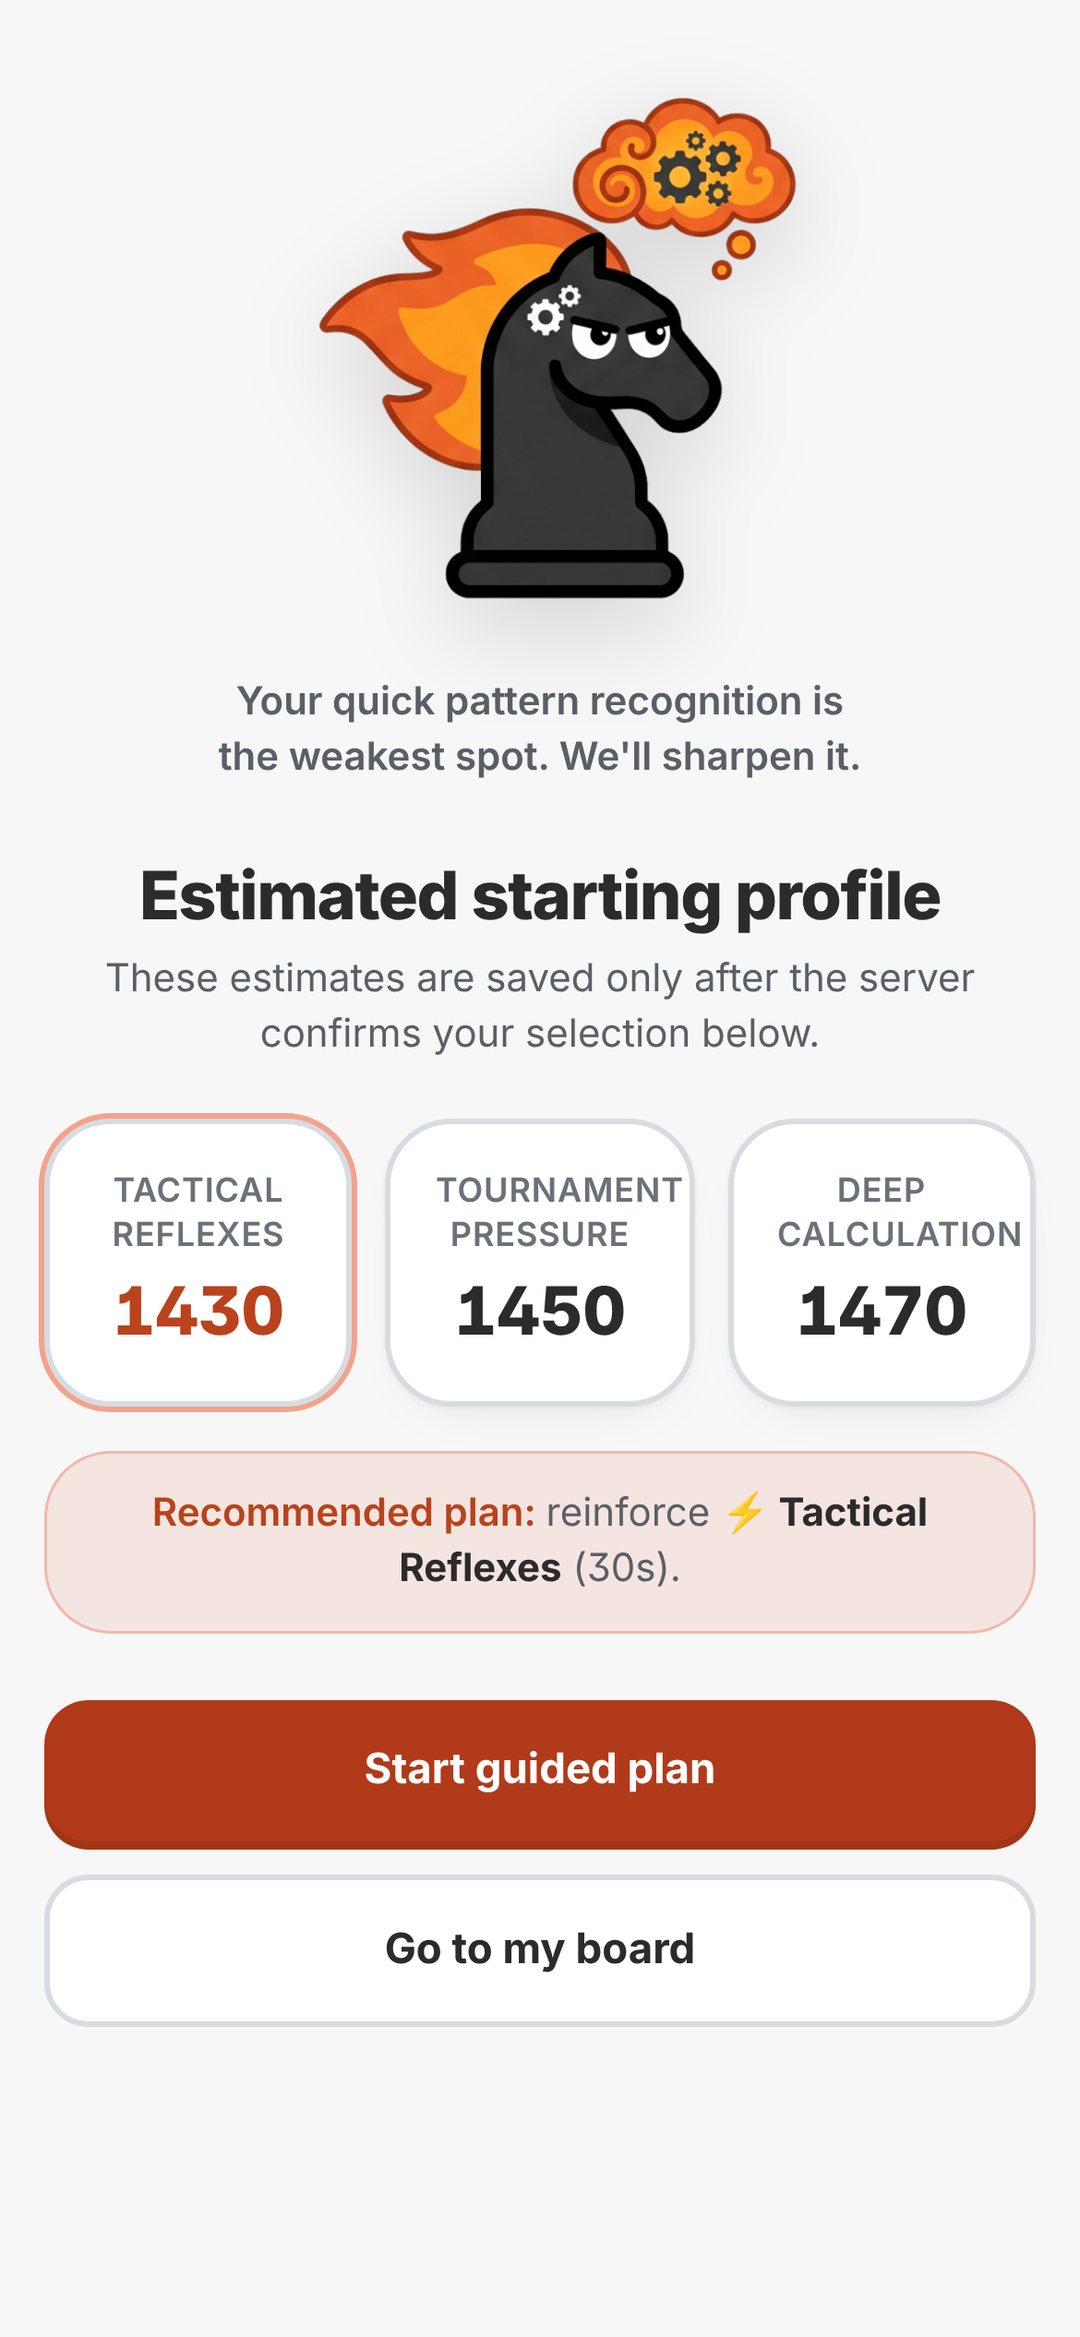 Your quick pattern recognition is
the weakest spot. We'll sharpen it.
Estimated starting profile
These estimates are saved only after the server
confirms your selection below.
TACTICAL
REFLEXES
1430
TOURNAMENT
PRESSURE
1450
DEEP
CALCULATION
1470
Recommended plan: reinforce ⚡ Tactical
Reflexes (30s).
Start guided plan
Go to my board